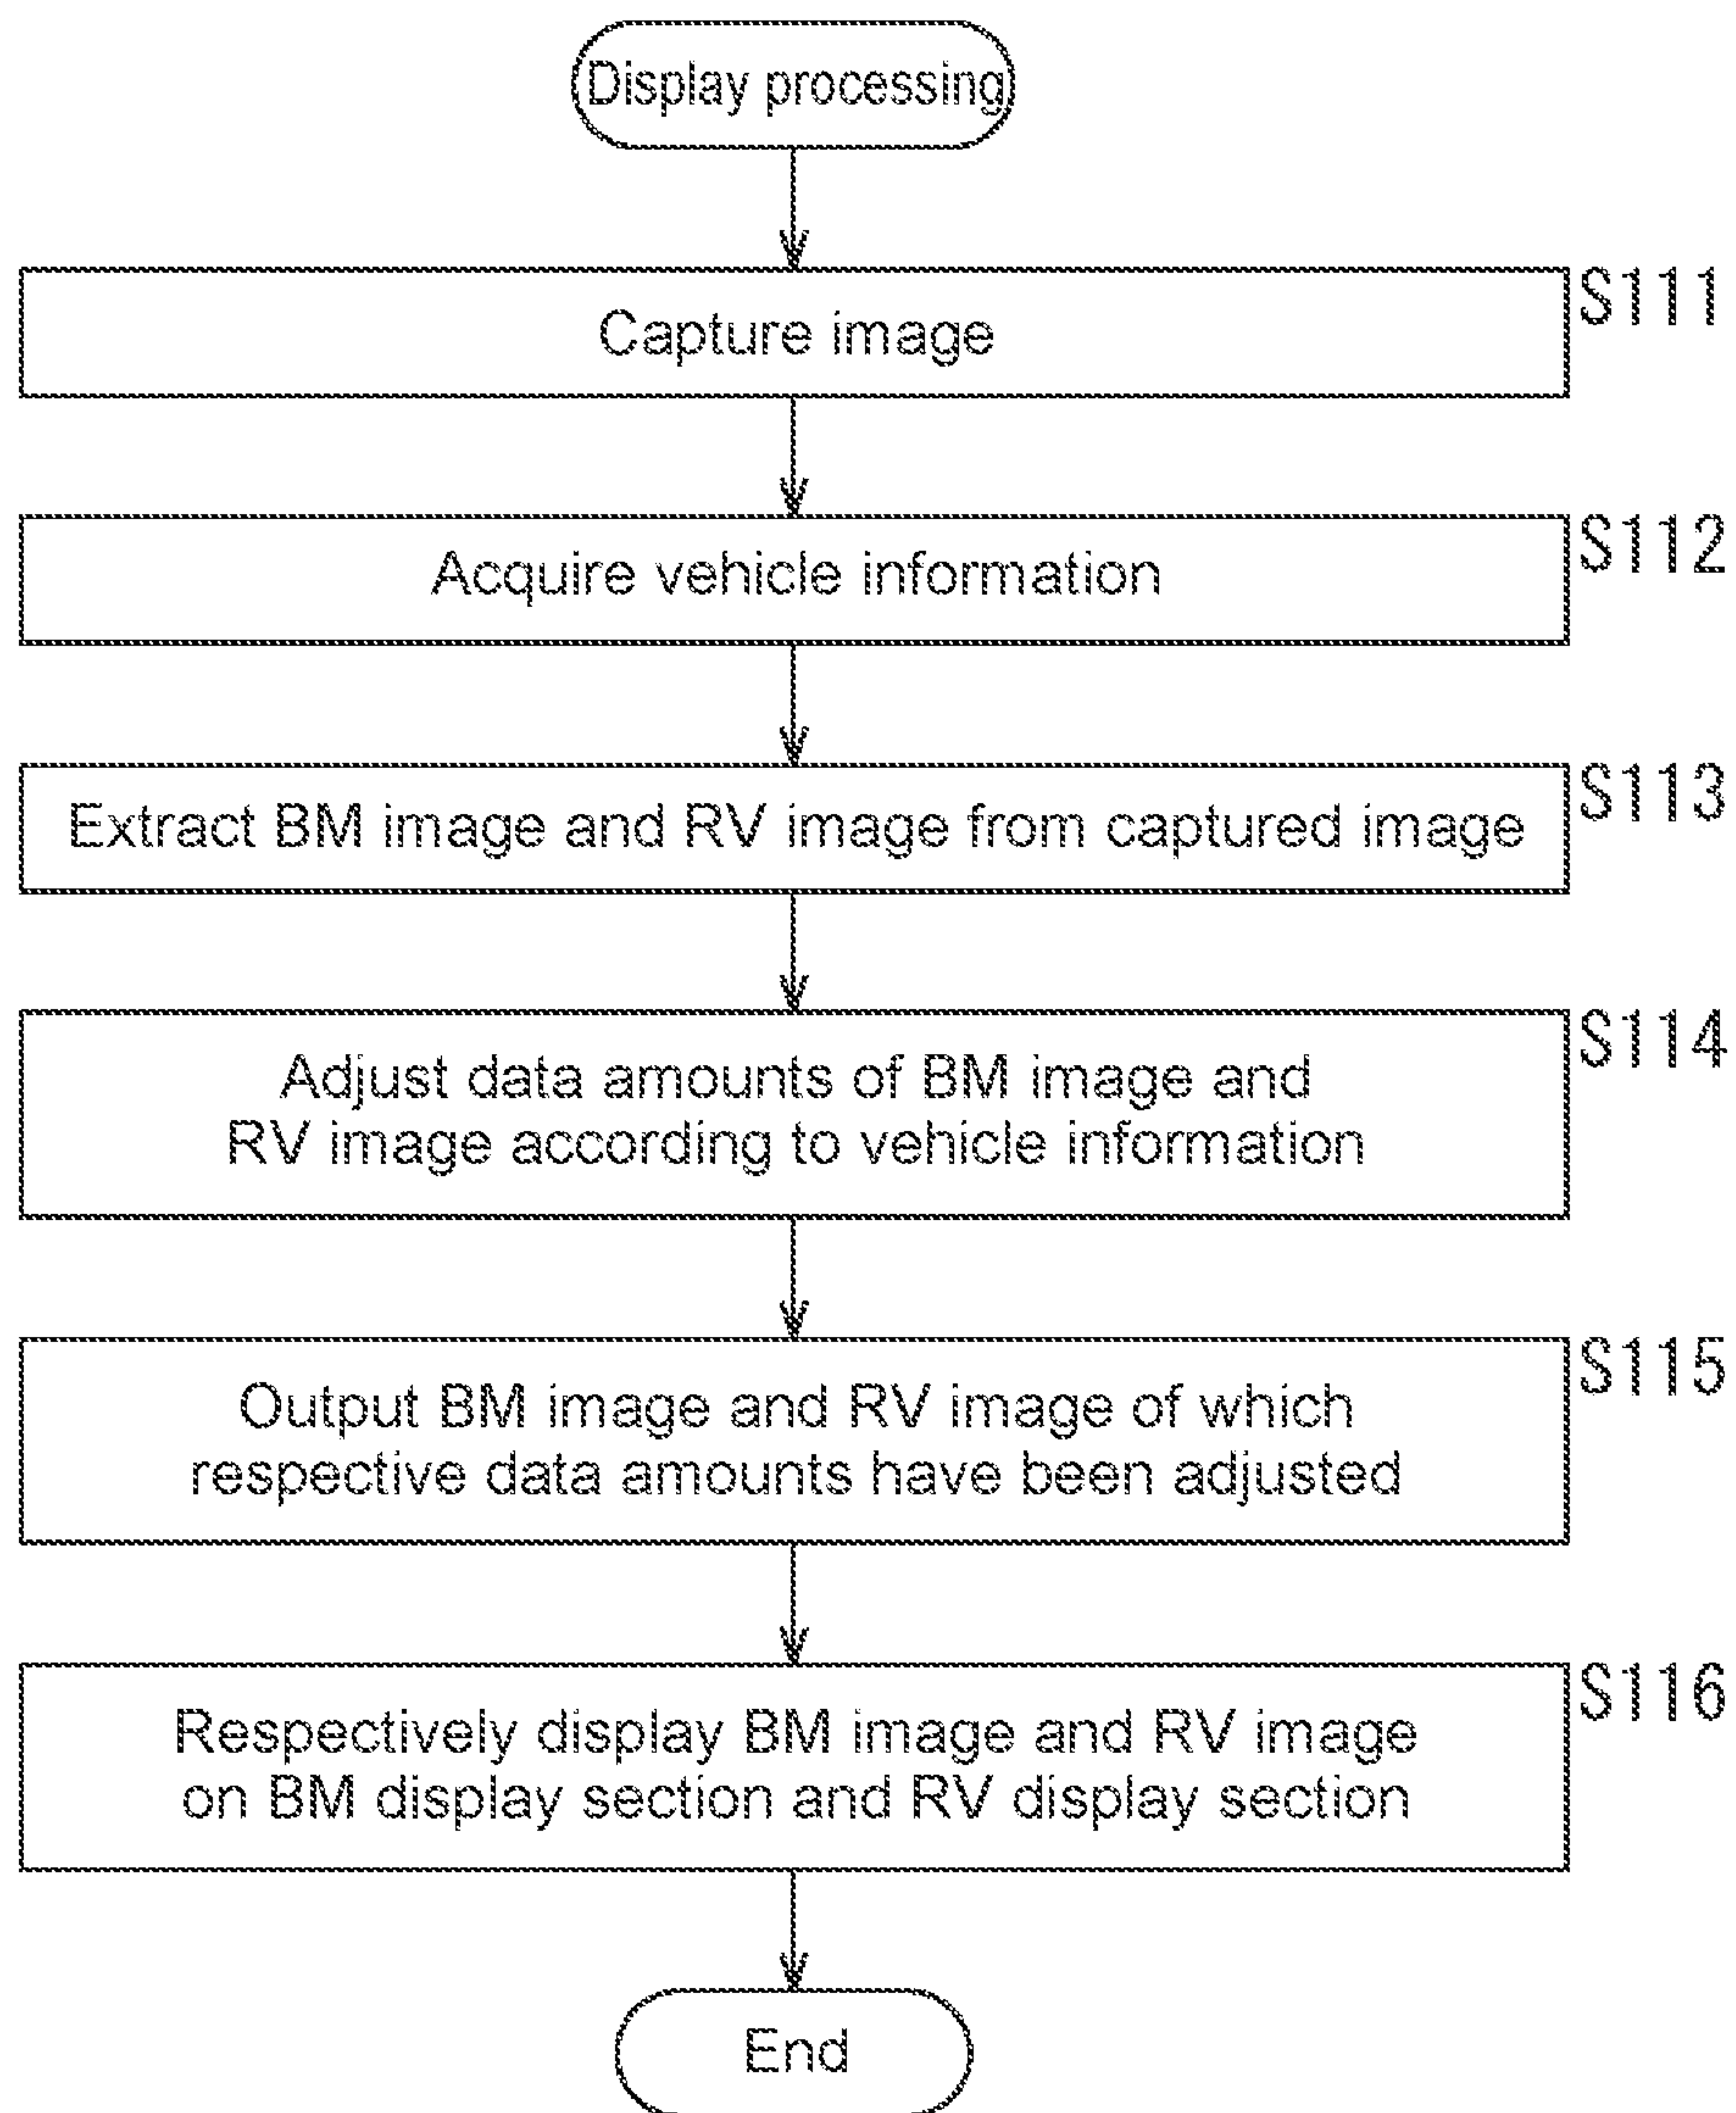 Display processing
Capture image
S111
Acquire vehicle information
S112
Extract BM image and RV image from captured image
S113
Adjust data amounts of BM image and
RV image according to vehicle information
S114
Output BM image and RV image of which
respective data amounts have been adjusted
S115
Respectively display BM image and RV image
on BM display section and RV display section
S116
End